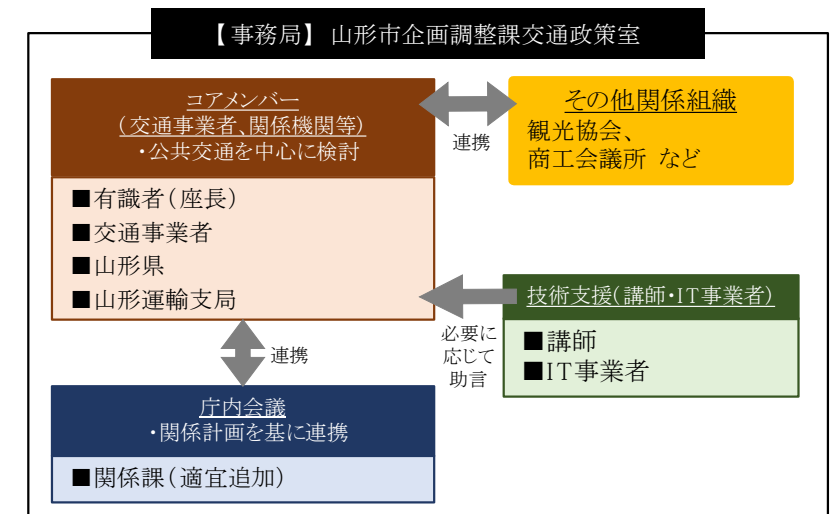 【事務局】 山形市企画調整課交通政策室
コアメンバー
(交通事業者、関係機関等)
・公共交通を中心に検討
■有識者(座長)
■交通事業者
■山形県
■山形運輸支局
連携
その他関係組織
観光協会、
商工会議所 など
必要に
応じて
助言
技術支援(講師・IT事業者)
■講師
■IT事業者
連携
庁内会議
・関係計画を基に連携
■関係課(適宜追加)